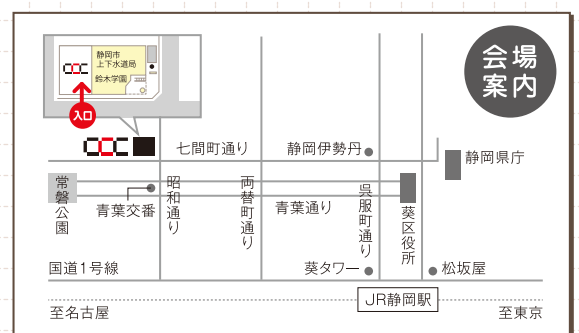 会場
案内
静岡市
上下水道局
鈴木学園
CCC
入口
CCC
七間町通り
静岡伊勢丹
静岡県庁
常磐公園
青葉交番
昭和通り
両替町通り
青葉通り
呉服町通り
葵区役所
国道1号線
葵タワー
松坂屋
JR静岡駅
至名古屋
至東京